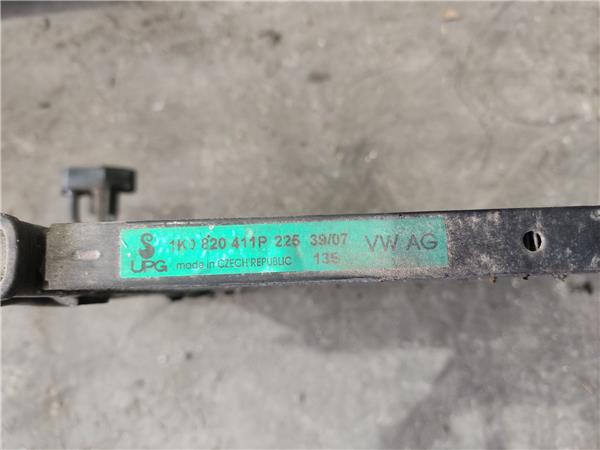 1K0 820 411P 225 39/07 VW AG
UPG made in CZECH REPUBLIC 135